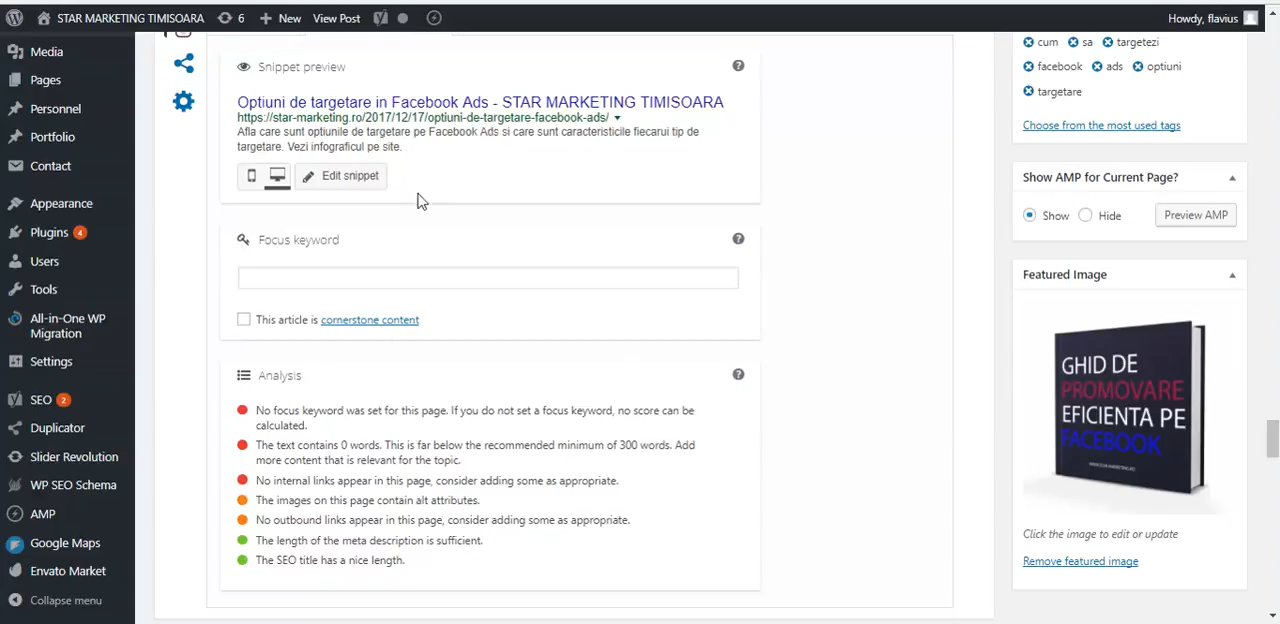 STAR MARKETING TIMISOARA 6 New View Post Howdy, flavius
Media
Pages
Personnel
Portfolio
Contact
Appearance
Plugins 4
Users
Tools
All-in-One WP
Migration
Settings
SEO 2
Duplicator
Slider Revolution
WP SEO Schema
AMP
Google Maps
Envato Market
Collapse menu
Snippet preview
Optiuni de targetare in Facebook Ads - STAR MARKETING TIMISOARA
https://star-marketing.ro/2017/12/17/optiuni-de-targetare-facebook-ads/
Afla care sunt optiunile de targetare pe Facebook Ads si care sunt caracteristicile fiecarui tip de
targetare. Vezi infograficul pe site.
Edit snippet
Focus keyword
This article is cornerstone content
Analysis
No focus keyword was set for this page. If you do not set a focus keyword, no score can be
calculated.
The text contains 0 words. This is far below the recommended minimum of 300 words. Add
more content that is relevant for the topic.
No internal links appear in this page, consider adding some as appropriate.
The images on this page contain alt attributes.
No outbound links appear in this page, consider adding some as appropriate.
The length of the meta description is sufficient.
The SEO title has a nice length.
cum sa targetezi
facebook ads optiuni
targetare
Choose from the most used tags
Show AMP for Current Page?
Show Hide Preview AMP
Featured Image
GHID DE
PROMOVARE
EFICIENTA PE
FACEBOOK
Click the image to edit or update
Remove featured image